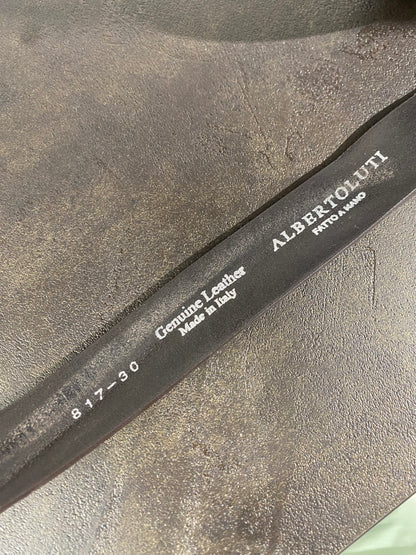 ALBERTOLUTI
FATTO A MANO
Genuine Leather
Made in Italy
817-30